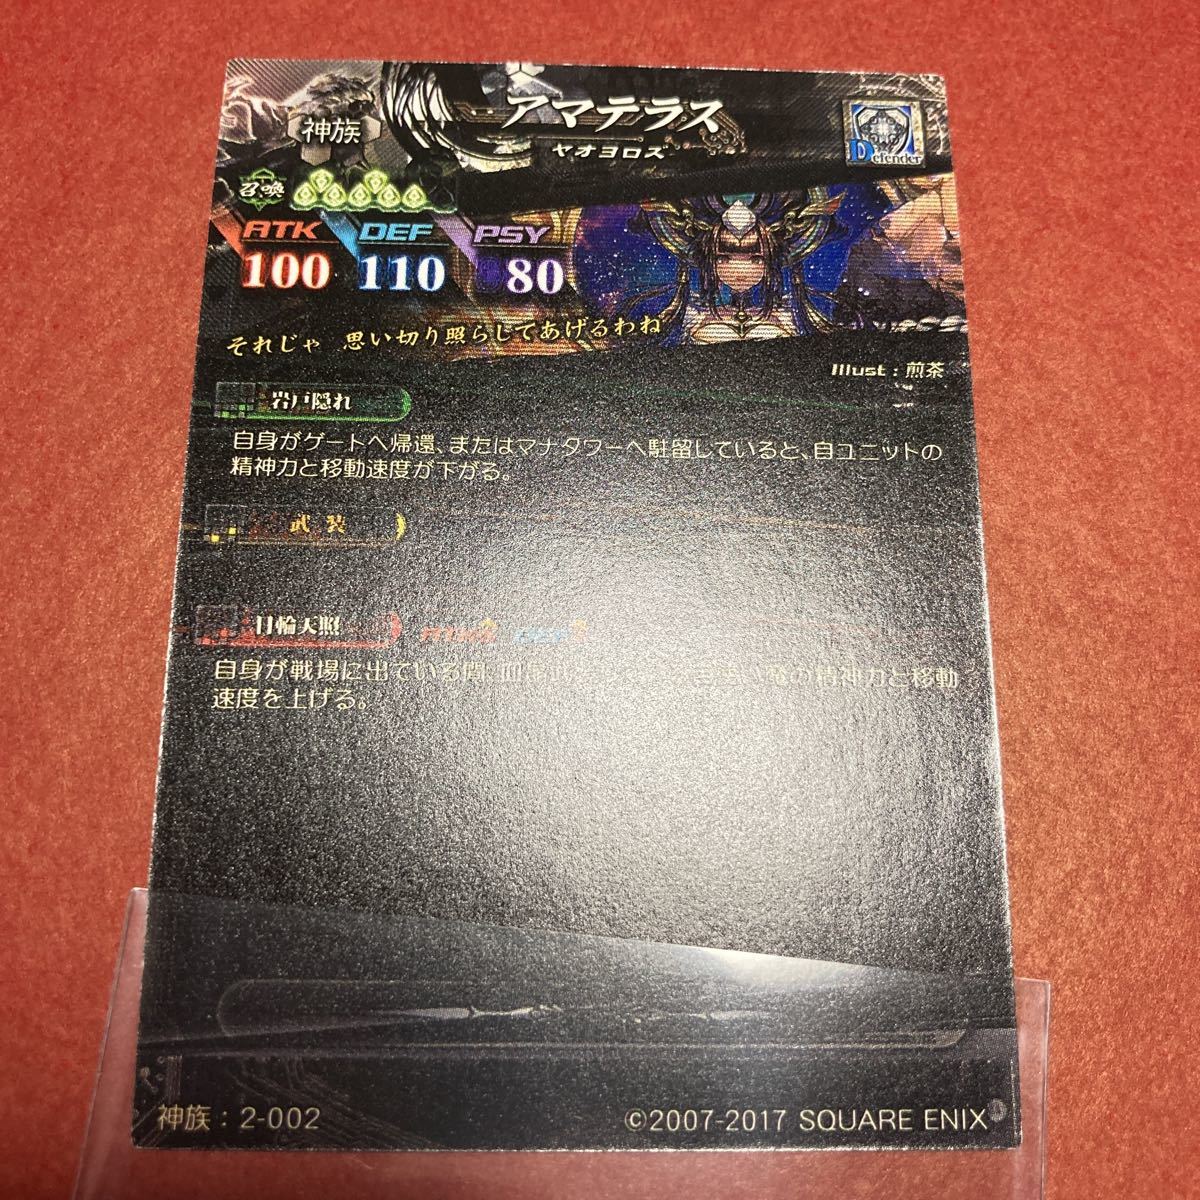 アマテラス
ヤオヨロズ
神族
Defender
召喚
ATK DEF PSY
100 110 80
それじゃ 思い切り照らしてあげるわね
Illust：煎茶
岩戸隠れ
自身がゲートへ帰還、またはマナタワーへ駐留していると、自ユニットの
精神力と移動速度が下がる。
武装
日輪天照
自身が戦場に出ている間、 の精神力と移動
速度を上げる。
神族：2-002
©2007-2017 SQUARE ENIX